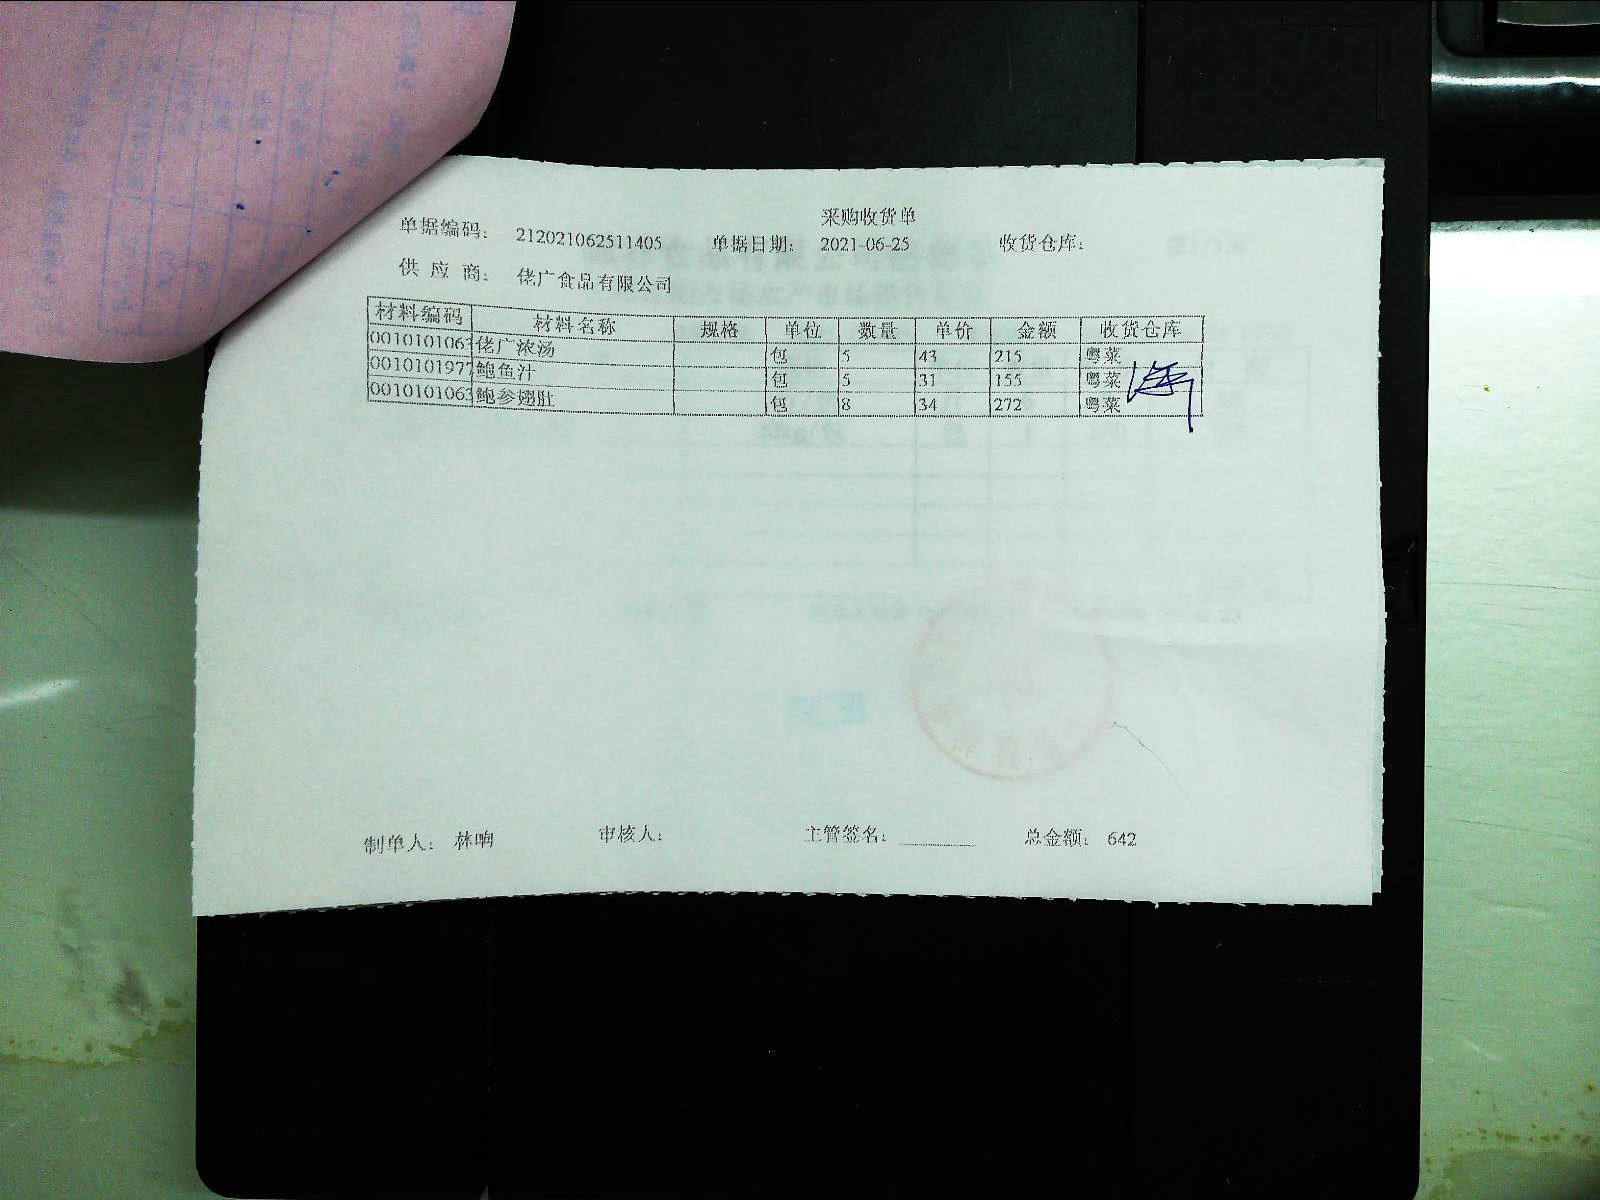 采购收货单
单据编码： 212021062511405 单据日期： 2021-06-25 收货仓库：
供 应 商： 佬广食品有限公司
材料编码 材料名称 规格 单位 数量 单价 金额 收货仓库
0010101063 佬广浓汤 包 5 43 215 粤菜
0010101977 鲍鱼汁 包 5 31 155 粤菜
0010101063 鲍参翅肚 包 8 34 272 粤菜
制单人： 林晌 审核人： 主管签名： 总金额： 642